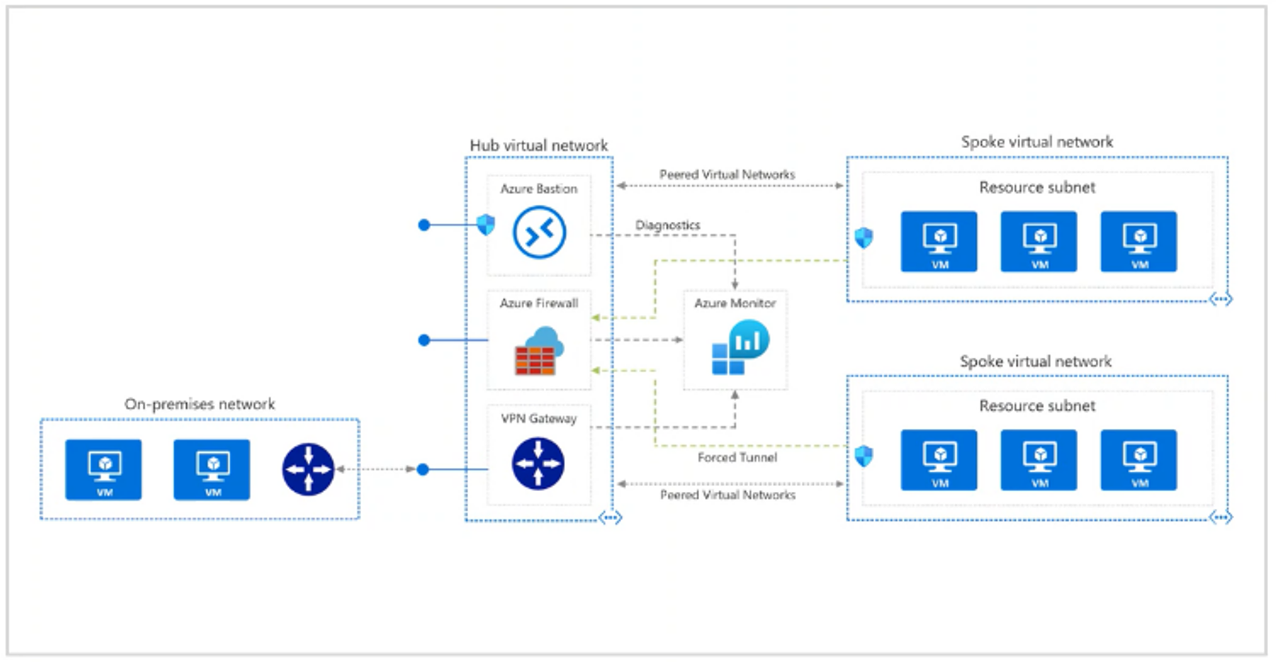 Hub virtual network
Spoke virtual network
Peered Virtual Networks
Azure Bastion
Resource subnet
Diagnostics
VM
VM
VM
Azure Firewall
Azure Monitor
Spoke virtual network
On-premises network
Resource subnet
VPN Gateway
Forced Tunnel
VM
VM
VM
VM
VM
Peered Virtual Networks